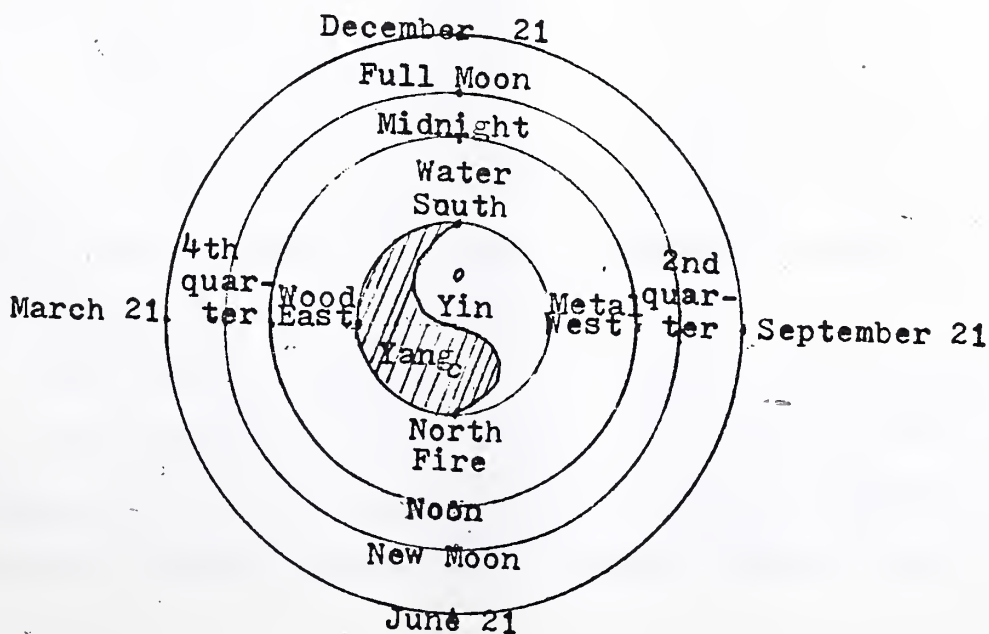 December 21
Full Moon
Midnight
Water
South
4th
quar-
ter
March 21
Wood
East
Yin
Yang
Metal
West
2nd
quar-
ter
September 21
North
Fire
Noon
New Moon
June 21